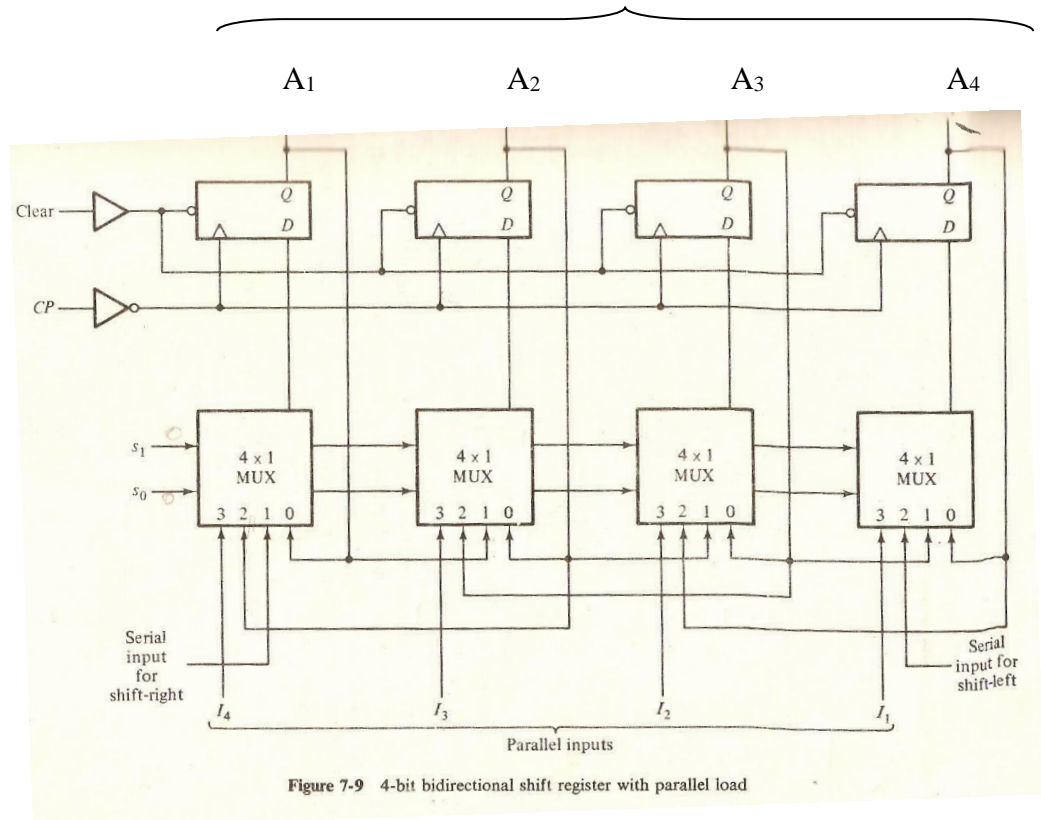 A1 A2 A3 A4
Q Q Q Q
Clear D D D D
CP
s1 4 x 1 4 x 1 4 x 1 4 x 1
MUX MUX MUX MUX
s0
3 2 1 0 3 2 1 0 3 2 1 0 3 2 1 0
Serial
input
for
shift-right
Serial
input for
shift-left
I4 I3 I2 I1
Parallel inputs
Figure 7-9 4-bit bidirectional shift register with parallel load